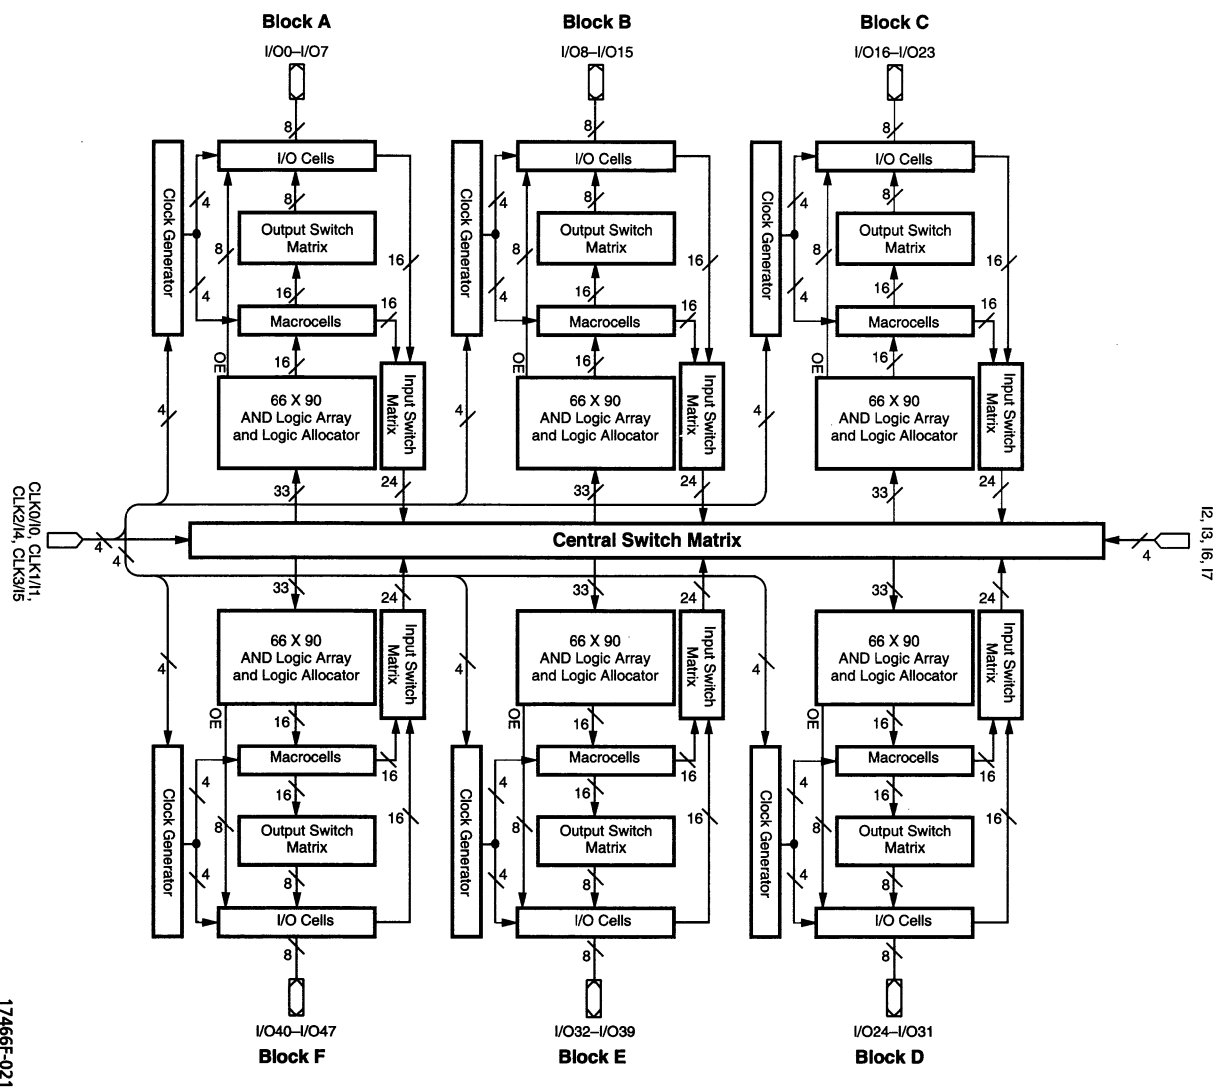 Block A
I/O0–I/O7
8
I/O Cells
Clock Generator
4
8
8
Output Switch
Matrix
16
4
16
16
Macrocells
OE
16
4
66 X 90
AND Logic Array
and Logic Allocator
Input Switch
Matrix
33
24
Block B
I/O8–I/O15
8
I/O Cells
Clock Generator
4
8
8
Output Switch
Matrix
16
4
16
16
Macrocells
OE
16
4
66 X 90
AND Logic Array
and Logic Allocator
Input Switch
Matrix
33
24
Block C
I/O16–I/O23
8
I/O Cells
Clock Generator
4
8
8
Output Switch
Matrix
16
4
16
16
Macrocells
OE
16
4
66 X 90
AND Logic Array
and Logic Allocator
Input Switch
Matrix
33
24
CLK0/I0, CLK1/I1,
CLK2/I4, CLK3/I5
4
4
Central Switch Matrix
4
I2, I3, I6, I7
33
24
66 X 90
AND Logic Array
and Logic Allocator
Input Switch
Matrix
4
OE
16
Macrocells
16
Clock Generator
4
16
8
16
Output Switch
Matrix
4
8
I/O Cells
8
I/O40–I/O47
Block F
33
24
66 X 90
AND Logic Array
and Logic Allocator
Input Switch
Matrix
4
OE
16
Macrocells
16
Clock Generator
4
16
8
16
Output Switch
Matrix
4
8
I/O Cells
8
I/O32–I/O39
Block E
33
24
66 X 90
AND Logic Array
and Logic Allocator
Input Switch
Matrix
4
OE
16
Macrocells
16
Clock Generator
4
16
8
16
Output Switch
Matrix
4
8
I/O Cells
8
I/O24–I/O31
Block D
17466F-021